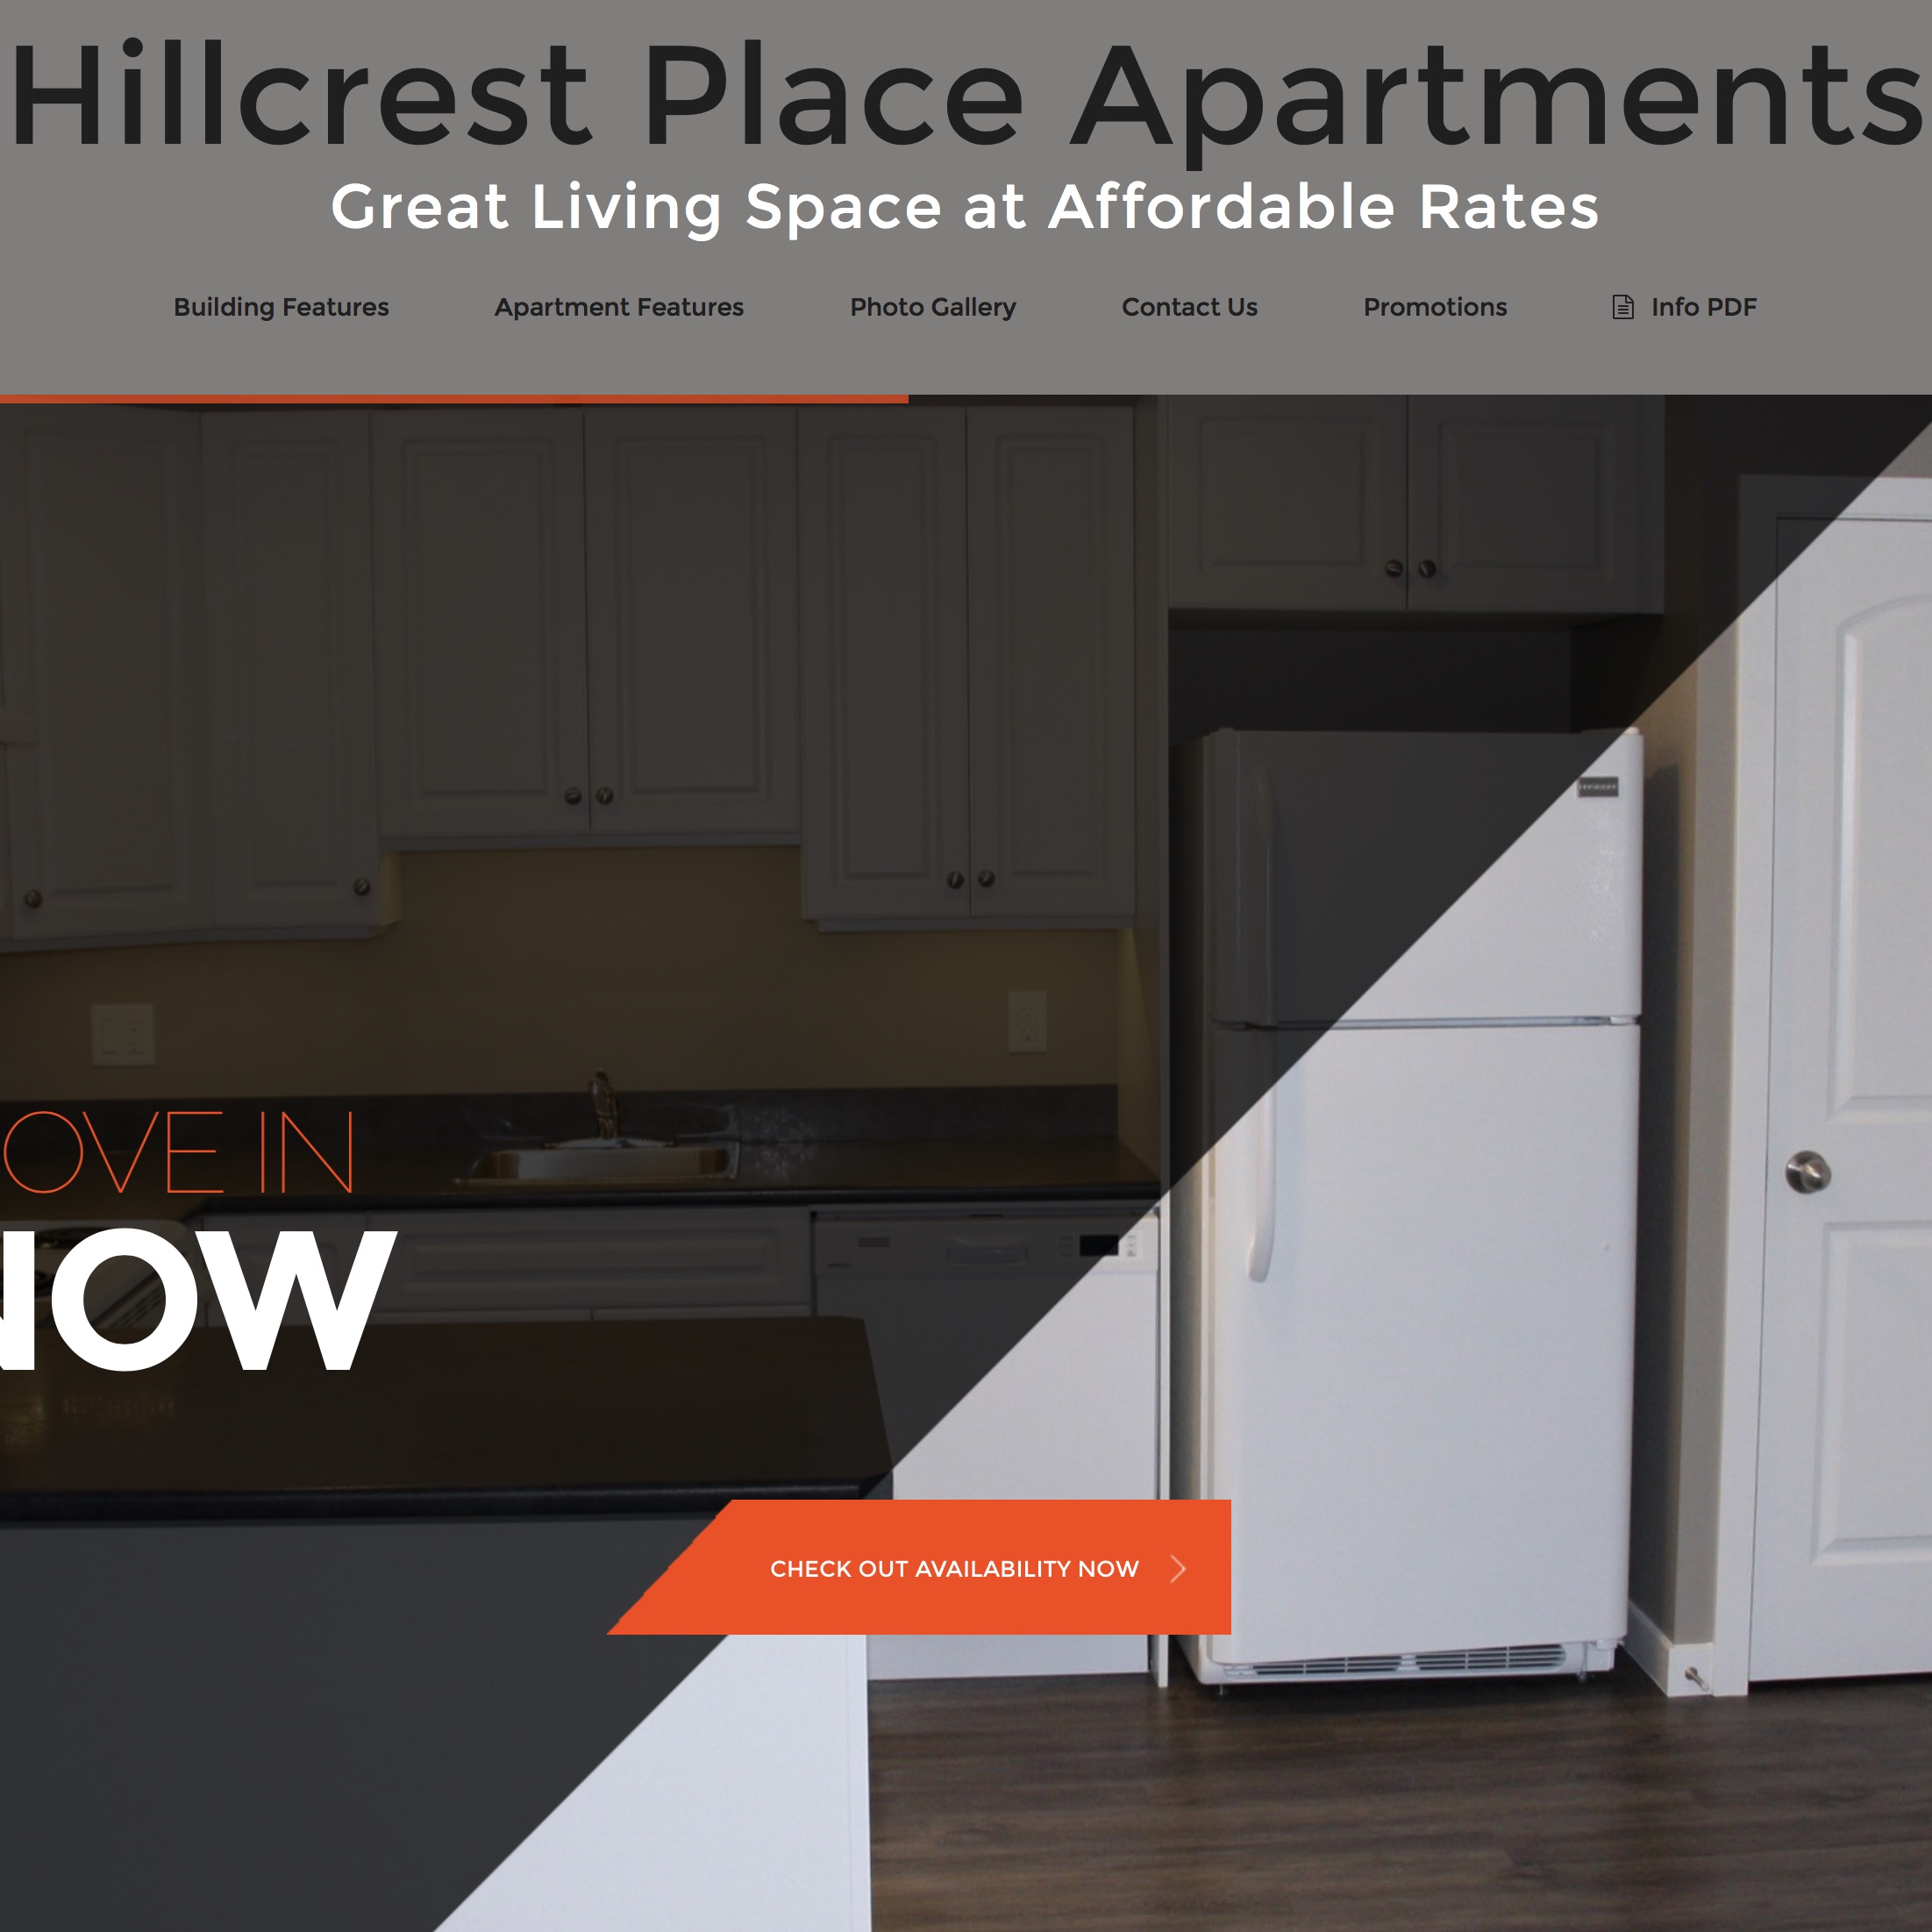 Hillcrest Place Apartments
Great Living Space at Affordable Rates
Building Features Apartment Features Photo Gallery Contact Us Promotions Info PDF
OVE IN
NOW
CHECK OUT AVAILABILITY NOW